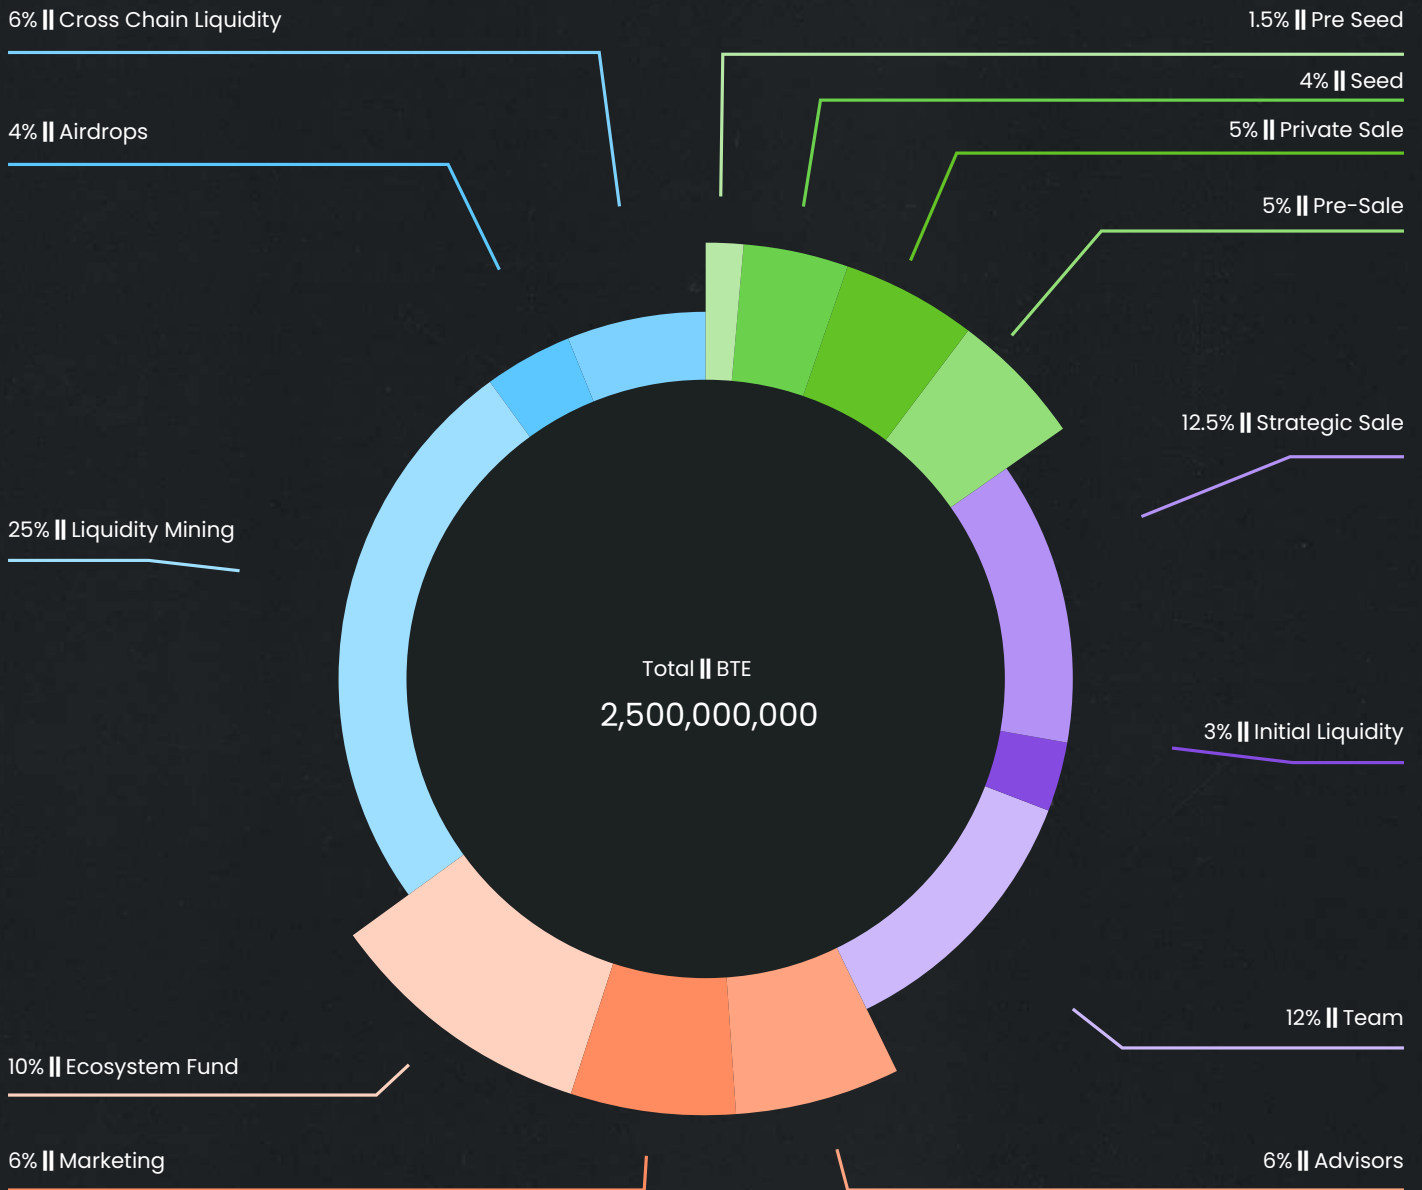 6% || Cross Chain Liquidity
1.5% || Pre Seed
4% || Seed
4% || Airdrops
5% || Private Sale
5% || Pre-Sale
12.5% || Strategic Sale
25% || Liquidity Mining
Total || BTE
2,500,000,000
3% || Initial Liquidity
12% || Team
10% || Ecosystem Fund
6% || Marketing
6% || Advisors